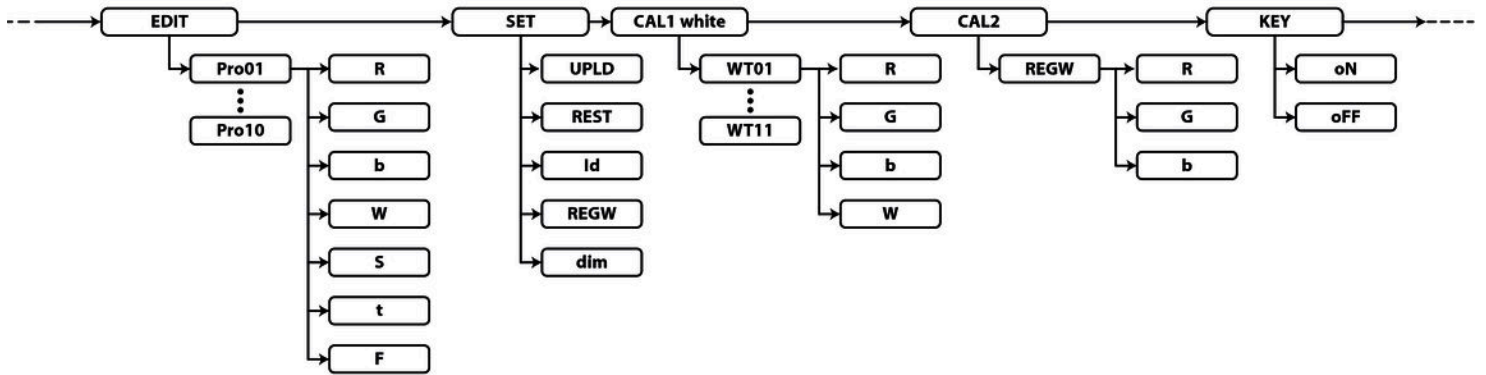 EDIT
SET
CAL1 white
CAL2
KEY
Pro01
Pro10
R
G
b
W
S
t
F
UPLD
REST
Id
REGW
dim
WT01
WT11
R
G
b
W
REGW
R
G
b
oN
oFF